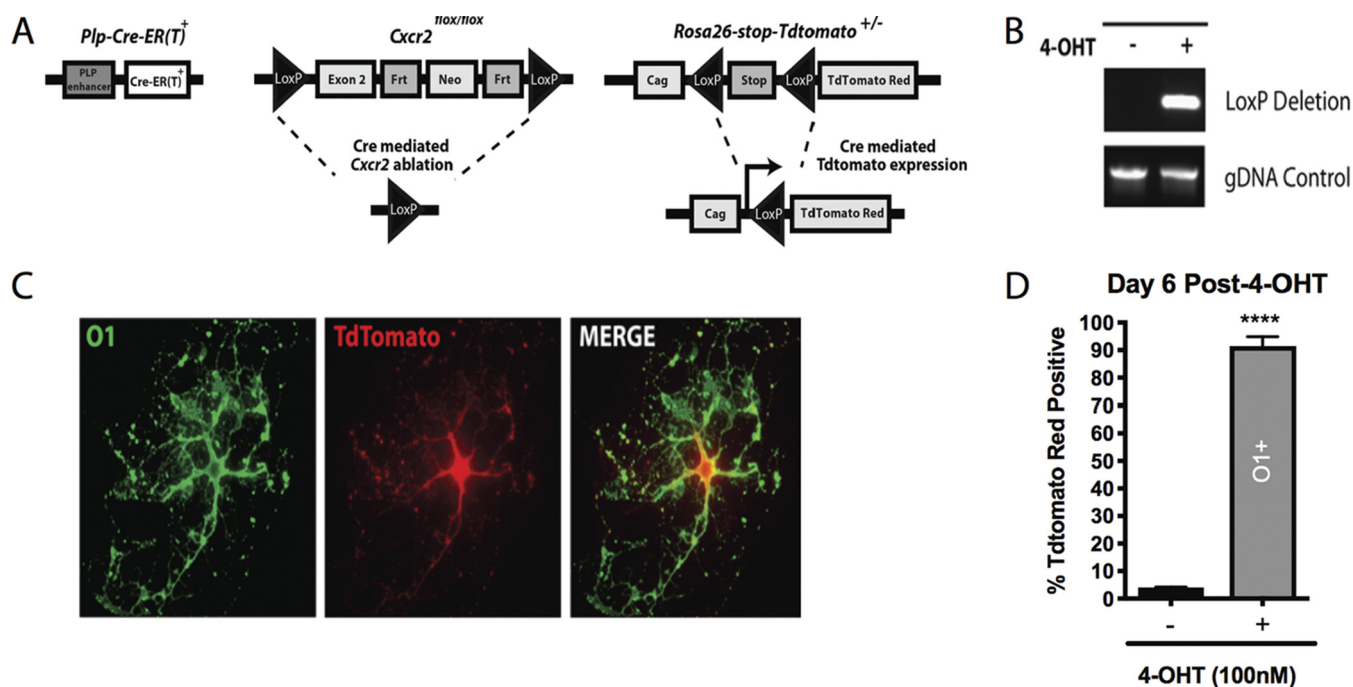 A
Plp-Cre-ER(T)+
PLP
enhancer
Cre-ER(T)+
Cxcr2 flox/flox
LoxP
Exon 2
Frt
Neo
Frt
LoxP
Cre mediated
Cxcr2 ablation
LoxP
Rosa26-stop-Tdtomato +/-
Cag
LoxP
Stop
LoxP
TdTomato Red
Cre mediated
Tdtomato expression
Cag
LoxP
TdTomato Red
B
4-OHT - +
LoxP Deletion
gDNA Control
C
O1
TdTomato
MERGE
D
Day 6 Post-4-OHT
% Tdtomato Red Positive
100
90
80
70
60
50
40
30
20
10
0
****
O1+
- +
4-OHT (100nM)